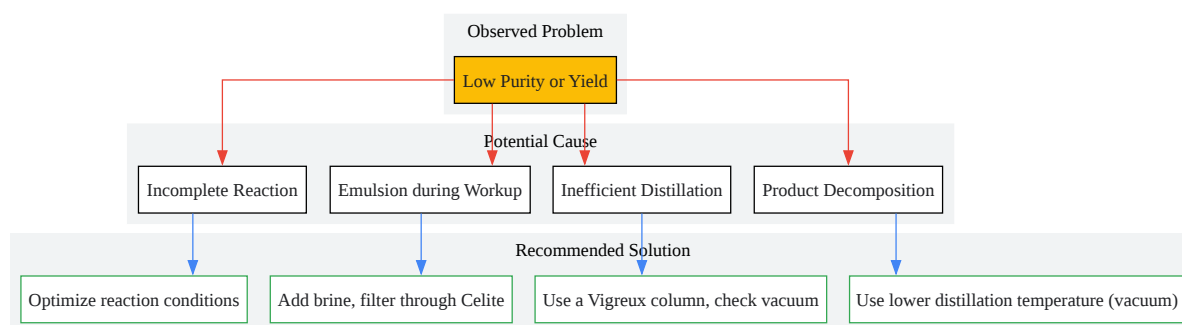 Observed Problem
Low Purity or Yield
Potential Cause
Incomplete Reaction
Emulsion during Workup
Inefficient Distillation
Product Decomposition
Recommended Solution
Optimize reaction conditions
Add brine, filter through Celite
Use a Vigreux column, check vacuum
Use lower distillation temperature (vacuum)